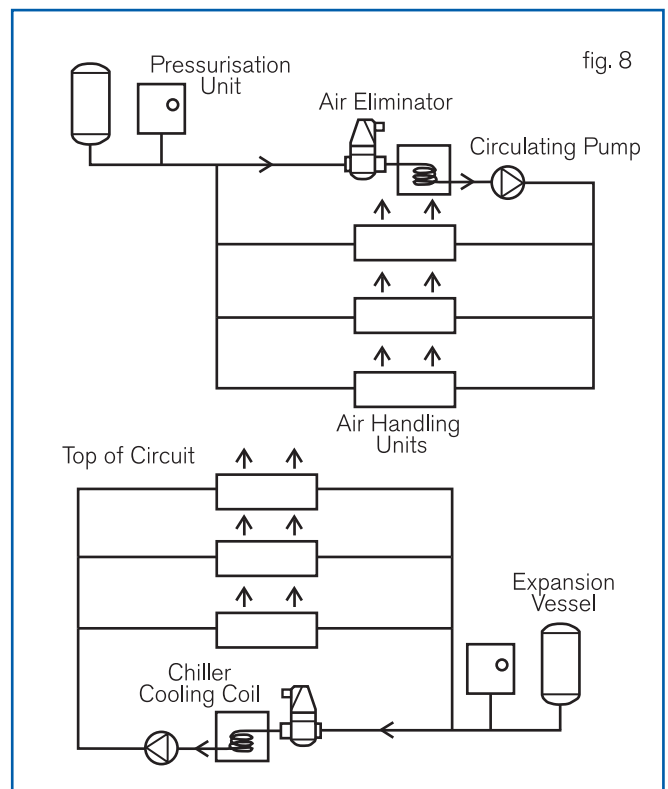 fig. 8
Pressurisation
Unit
Air Eliminator
Circulating Pump
Air Handling
Units
Top of Circuit
Expansion
Vessel
Chiller
Cooling Coil